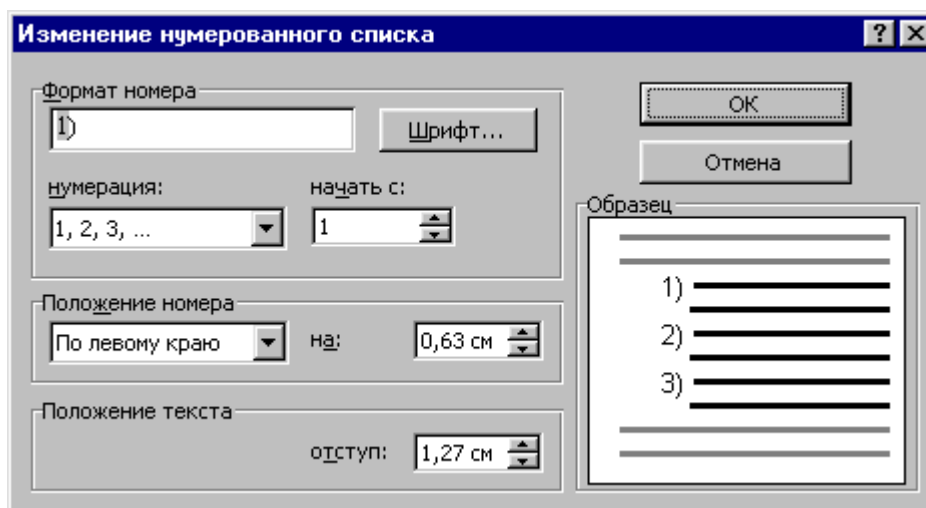 Изменение нумерованного списка
Формат номера
1)
Шрифт...
нумерация:
начать с:
1, 2, 3, ...
1
Положение номера
По левому краю
на:
0,63 см
Положение текста
отступ:
1,27 см
ОК
Отмена
Образец
1)
2)
3)